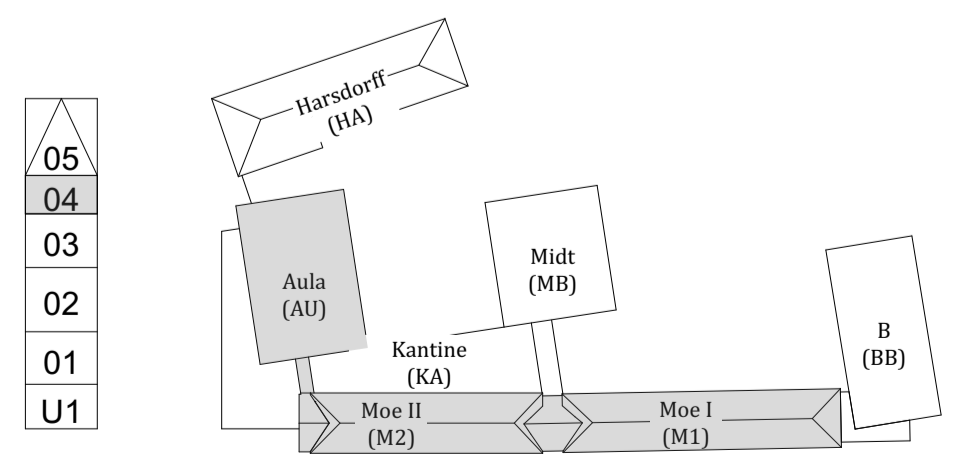 05
04
03
02
01
U1
Harsdorff
(HA)
Aula
(AU)
Midt
(MB)
B
(BB)
Kantine
(KA)
Moe II
(M2)
Moe I
(M1)